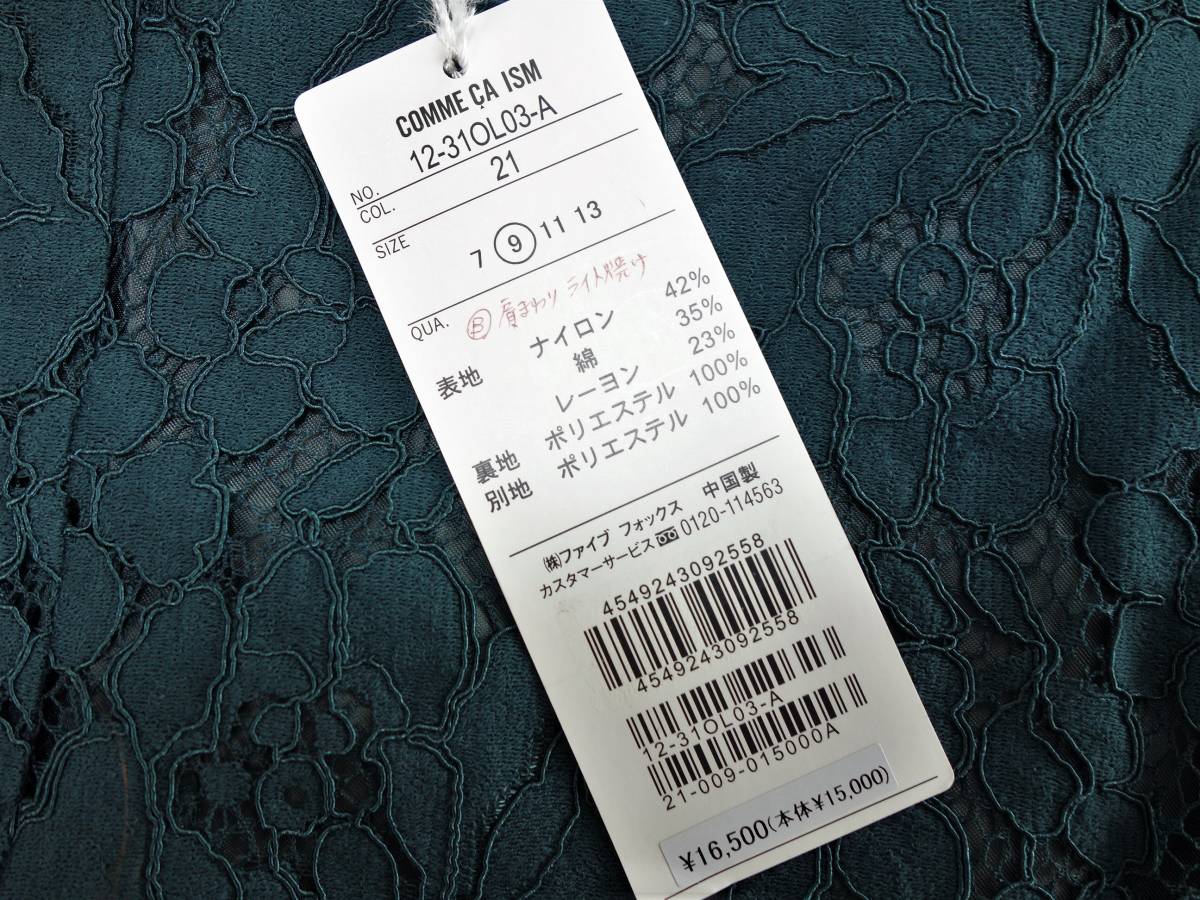 COMME ÇA ISM
NO. 12-31OL03-A
COL. 21
SIZE 7 9 11 13
QUA. Ⓑ 肩まわり ライト焼け
表地 ナイロン 42%
綿 35%
レーヨン 23%
裏地 ポリエステル 100%
別地 ポリエステル 100%
㈱ファイブ フォックス 中国製
カスタマーサービス 0120-114563
4549243092558
4549243092558
12-31OL03-A
21-009-015000A
¥16,500(本体¥15,000)